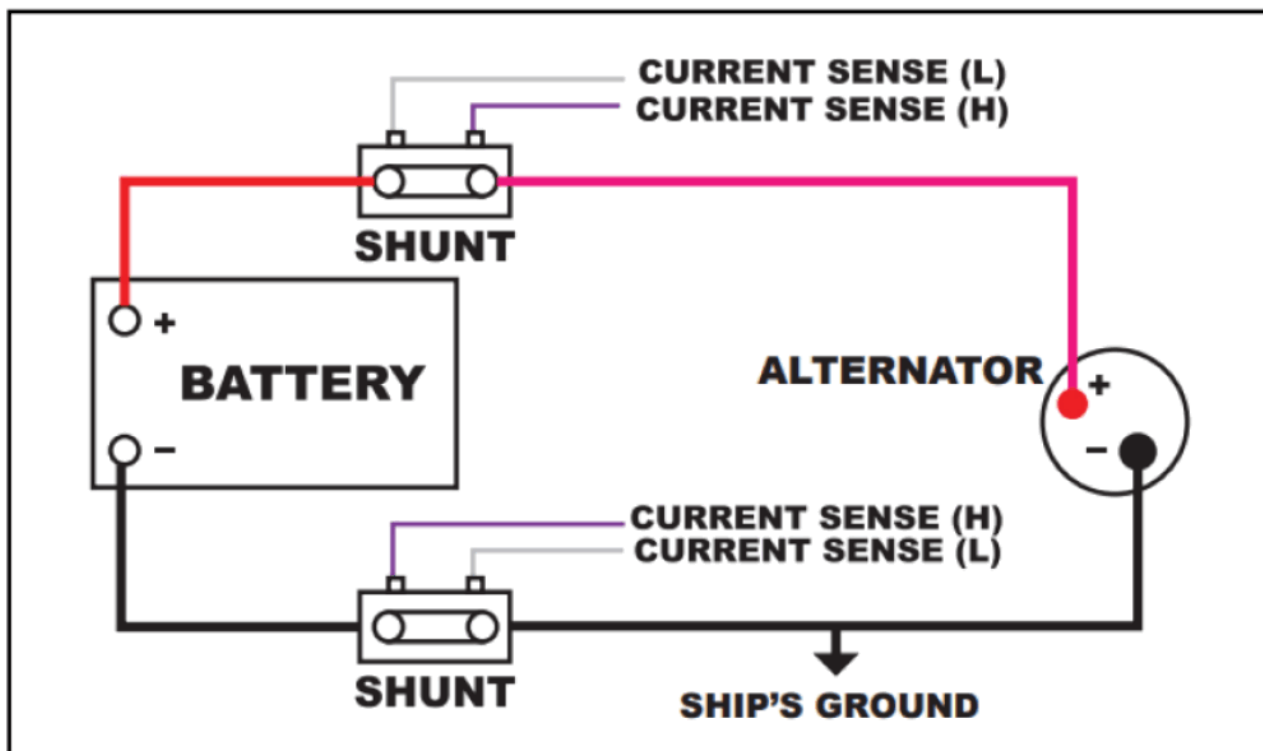 CURRENT SENSE (L)
CURRENT SENSE (H)
SHUNT
+
BATTERY
−
ALTERNATOR
+
−
CURRENT SENSE (H)
CURRENT SENSE (L)
SHUNT
SHIP'S GROUND